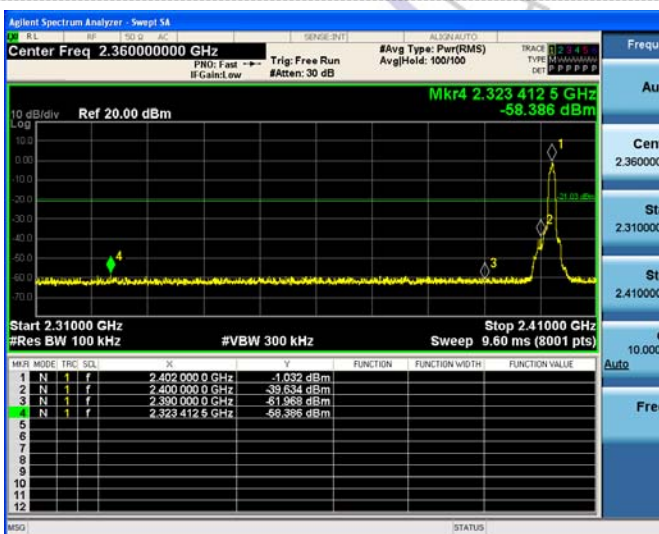 Agilent Spectrum Analyzer - Swept SA
RL RF 50 Ω AC SENSE:INT ALIGNAUTO
Center Freq 2.360000000 GHz
PNO: Fast
IFGain:Low
Trig: Free Run
#Atten: 30 dB
#Avg Type: Pwr(RMS)
Avg|Hold: 100/100
TRACE 1 2 3 4 5 6
TYPE M
DET P P P P P P
Mkr4 2.323 412 5 GHz
-58.386 dBm
10 dB/div Ref 20.00 dBm
Log
10.0
0.00
-10.0
-20.0
-30.0
-40.0
-50.0
-60.0
-70.0
-21.03 dBm
1
2
3
4
Start 2.31000 GHz
Stop 2.41000 GHz
#Res BW 100 kHz #VBW 300 kHz Sweep 9.60 ms (8001 pts)
MKR MODE TRC SCL X Y FUNCTION FUNCTION WIDTH FUNCTION VALUE
1 N 1 f 2.402 000 0 GHz -1.032 dBm
2 N 1 f 2.400 000 0 GHz -39.634 dBm
3 N 1 f 2.390 000 0 GHz -61.968 dBm
4 N 1 f 2.323 412 5 GHz -58.386 dBm
5
6
7
8
9
10
11
12
MSG STATUS
Frequ
Au
Cen
2.360000
St
2.310000
St
2.410000
10.000
Auto
Fre